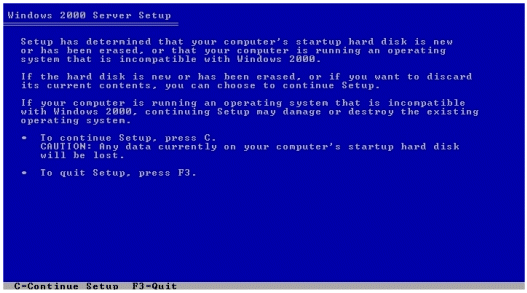 Windows 2000 Server Setup
Setup has determined that your computer's startup hard disk is new
or has been erased, or that your computer is running an operating
system that is incompatible with Windows 2000.
If the hard disk is new or has been erased, or if you want to discard
its current contents, you can choose to continue Setup.
If your computer is running an operating system that is incompatible
with Windows 2000, continuing Setup may damage or destroy the existing
operating system.
• To continue Setup, press C.
CAUTION: Any data currently on your computer's startup hard disk
will be lost.
• To quit Setup, press F3.
C=Continue Setup F3=Quit